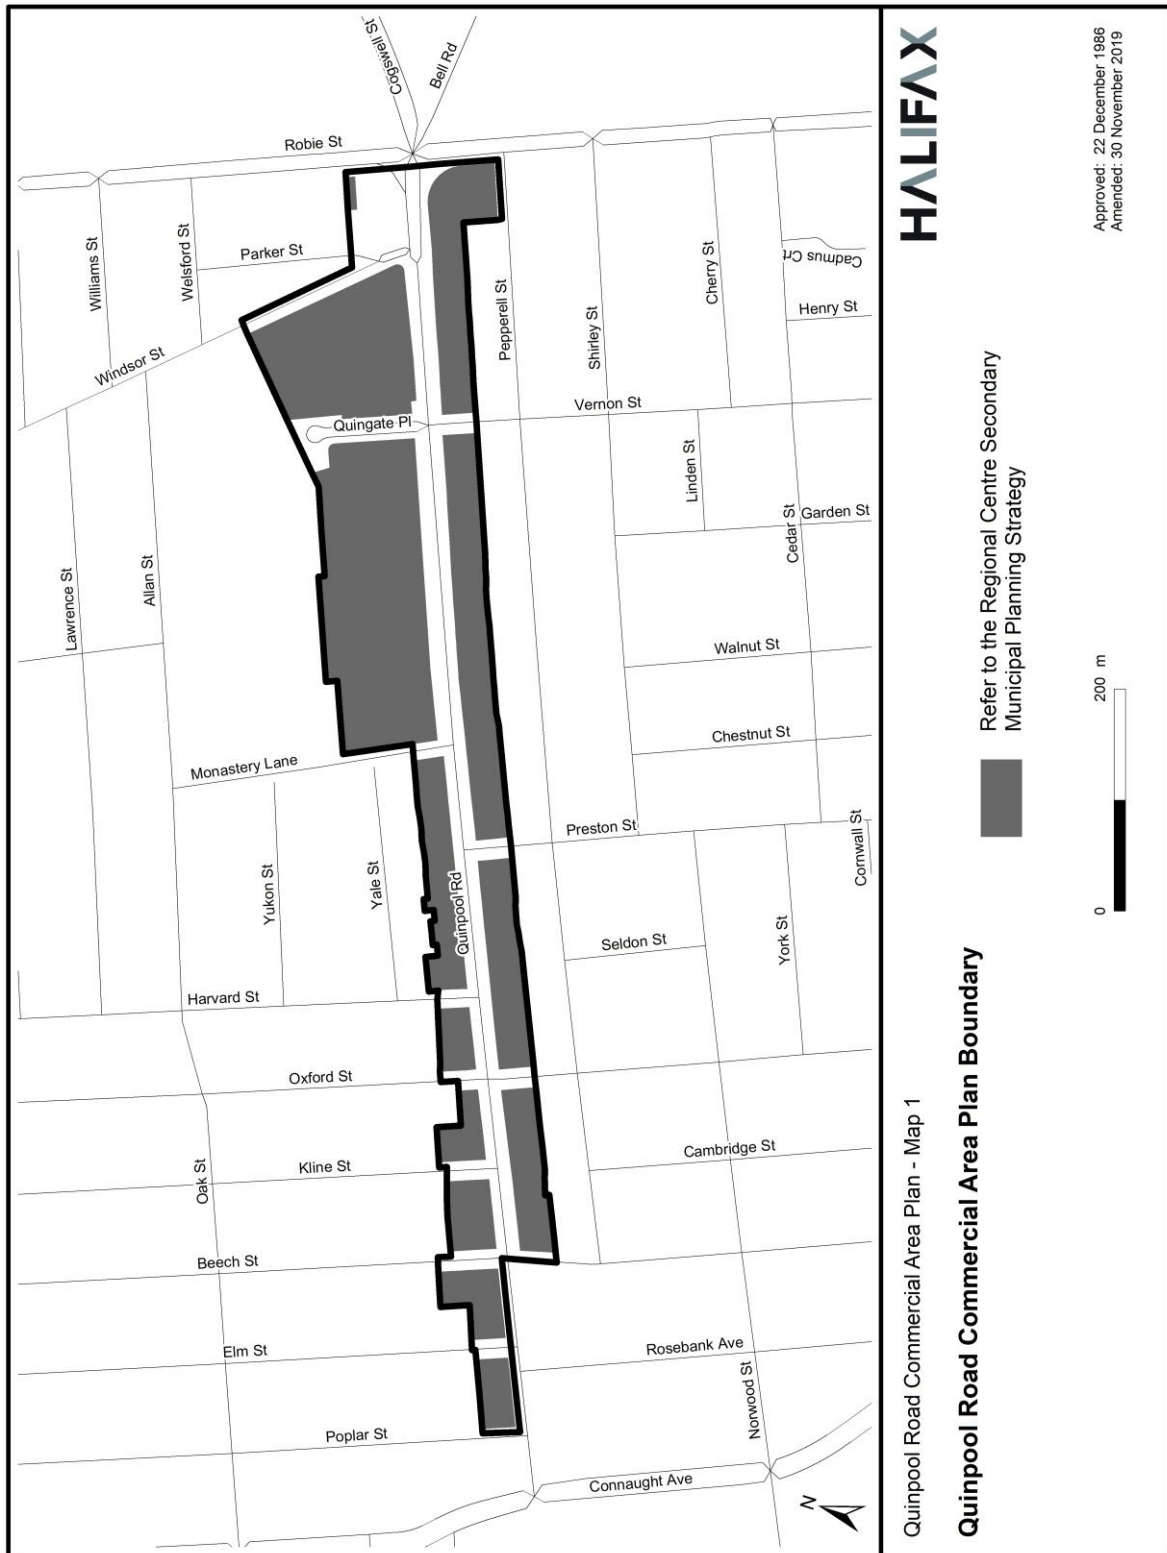 Cogswell St
Bell Rd
Robie St
Williams St
Welsford St
Parker St
Windsor St
Pepperell St
Shirley St
Cherry St
Cadmus Crt
Henry St
Quingate Pl
Vernon St
Linden St
Cedar St
Garden St
Lawrence St
Allan St
Walnut St
Chestnut St
Monastery Lane
Preston St
Cornwall St
Yukon St
Yale St
Quinpool Rd
Seldon St
York St
Harvard St
Oxford St
Kline St
Oak St
Cambridge St
Beech St
Elm St
Rosebank Ave
Norwood St
Poplar St
Connaught Ave
N
Quinpool Road Commercial Area Plan - Map 1
Quinpool Road Commercial Area Plan Boundary
Refer to the Regional Centre Secondary
Municipal Planning Strategy
0
200 m
HALIFAX
Approved: 22 December 1986
Amended: 30 November 2019